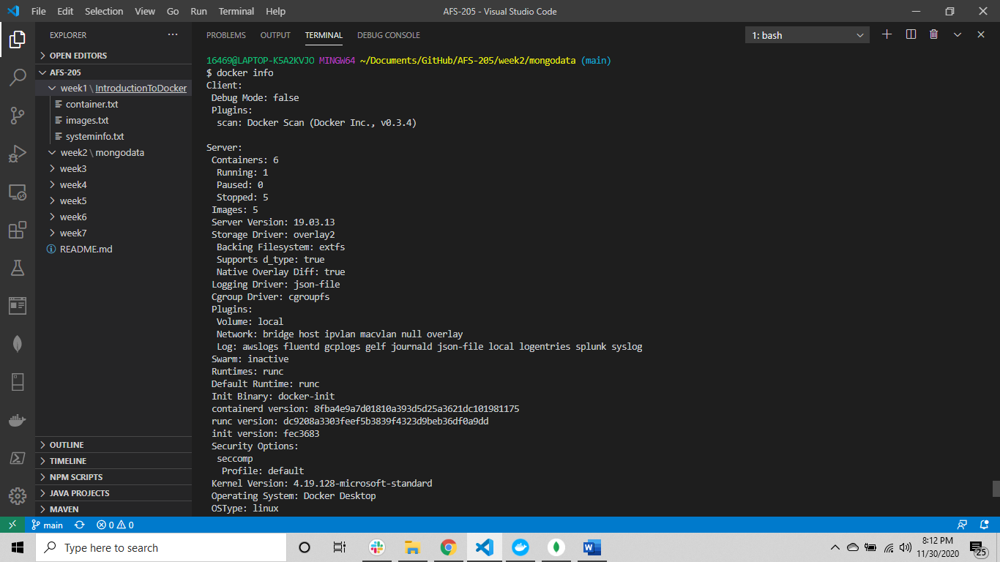 File Edit Selection View Go Run Terminal Help
AFS-205 - Visual Studio Code
EXPLORER
OPEN EDITORS
AFS-205
week1 \ IntroductionToDocker
container.txt
images.txt
systeminfo.txt
week2 \ mongodata
week3
week4
week5
week6
week7
README.md
OUTLINE
TIMELINE
NPM SCRIPTS
JAVA PROJECTS
MAVEN
PROBLEMS OUTPUT TERMINAL DEBUG CONSOLE
1: bash
16469@LAPTOP-K5A2KVJO MINGW64 ~/Documents/GitHub/AFS-205/week2/mongodata (main)
$ docker info
Client:
Debug Mode: false
Plugins:
scan: Docker Scan (Docker Inc., v0.3.4)
Server:
Containers: 6
Running: 1
Paused: 0
Stopped: 5
Images: 5
Server Version: 19.03.13
Storage Driver: overlay2
Backing Filesystem: extfs
Supports d_type: true
Native Overlay Diff: true
Logging Driver: json-file
Cgroup Driver: cgroupfs
Plugins:
Volume: local
Network: bridge host ipvlan macvlan null overlay
Log: awslogs fluentd gcplogs gelf journald json-file local logentries splunk syslog
Swarm: inactive
Runtimes: runc
Default Runtime: runc
Init Binary: docker-init
containerd version: 8fba4e9a7d01810a393d5d25a3621dc101981175
runc version: dc9208a3303feef5b3839f4323d9beb36df0a9dd
init version: fec3683
Security Options:
seccomp
Profile: default
Kernel Version: 4.19.128-microsoft-standard
Operating System: Docker Desktop
OSType: linux
main
0 0
Type here to search
W
8:12 PM
11/30/2020
25